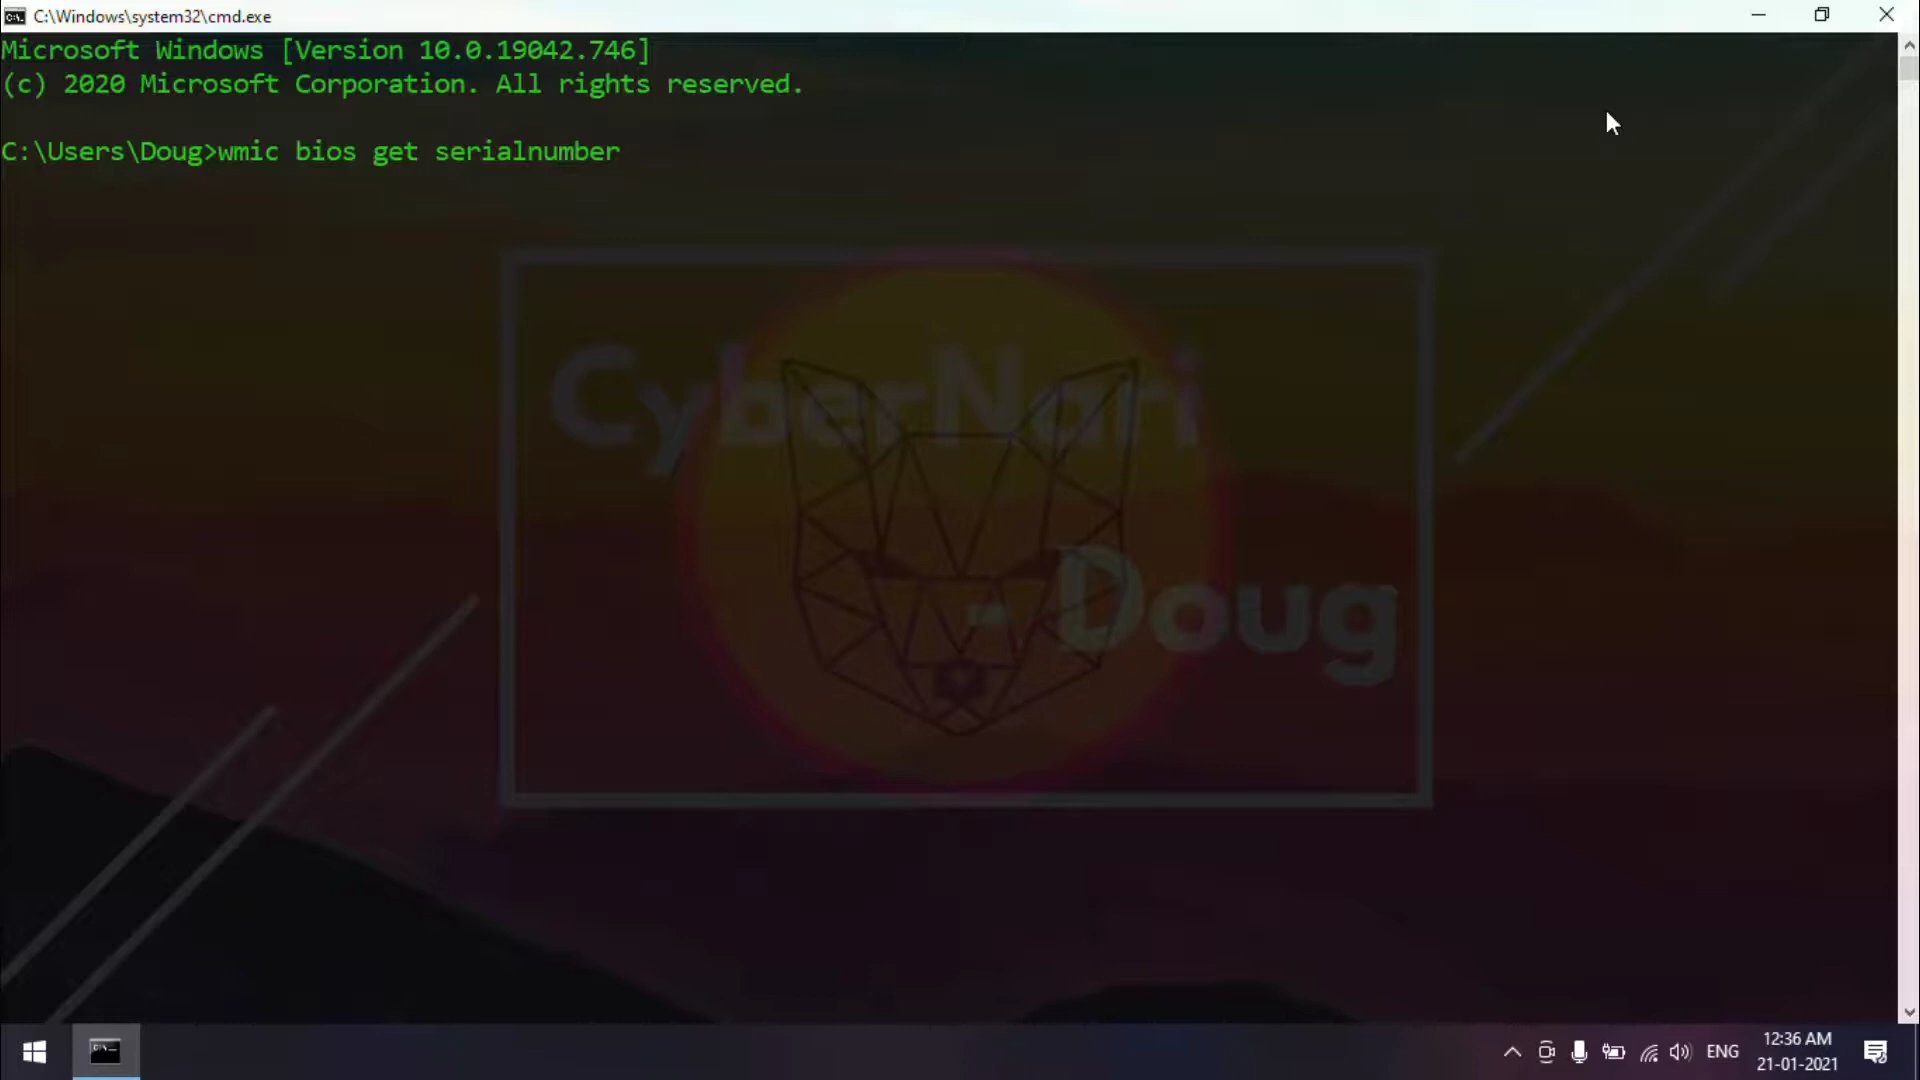 C:\Windows\system32\cmd.exe
Microsoft Windows [Version 10.0.19042.746]
(c) 2020 Microsoft Corporation. All rights reserved.
C:\Users\Doug>wmic bios get serialnumber
CyberNari
- Doug
ENG
12:36 AM
21-01-2021